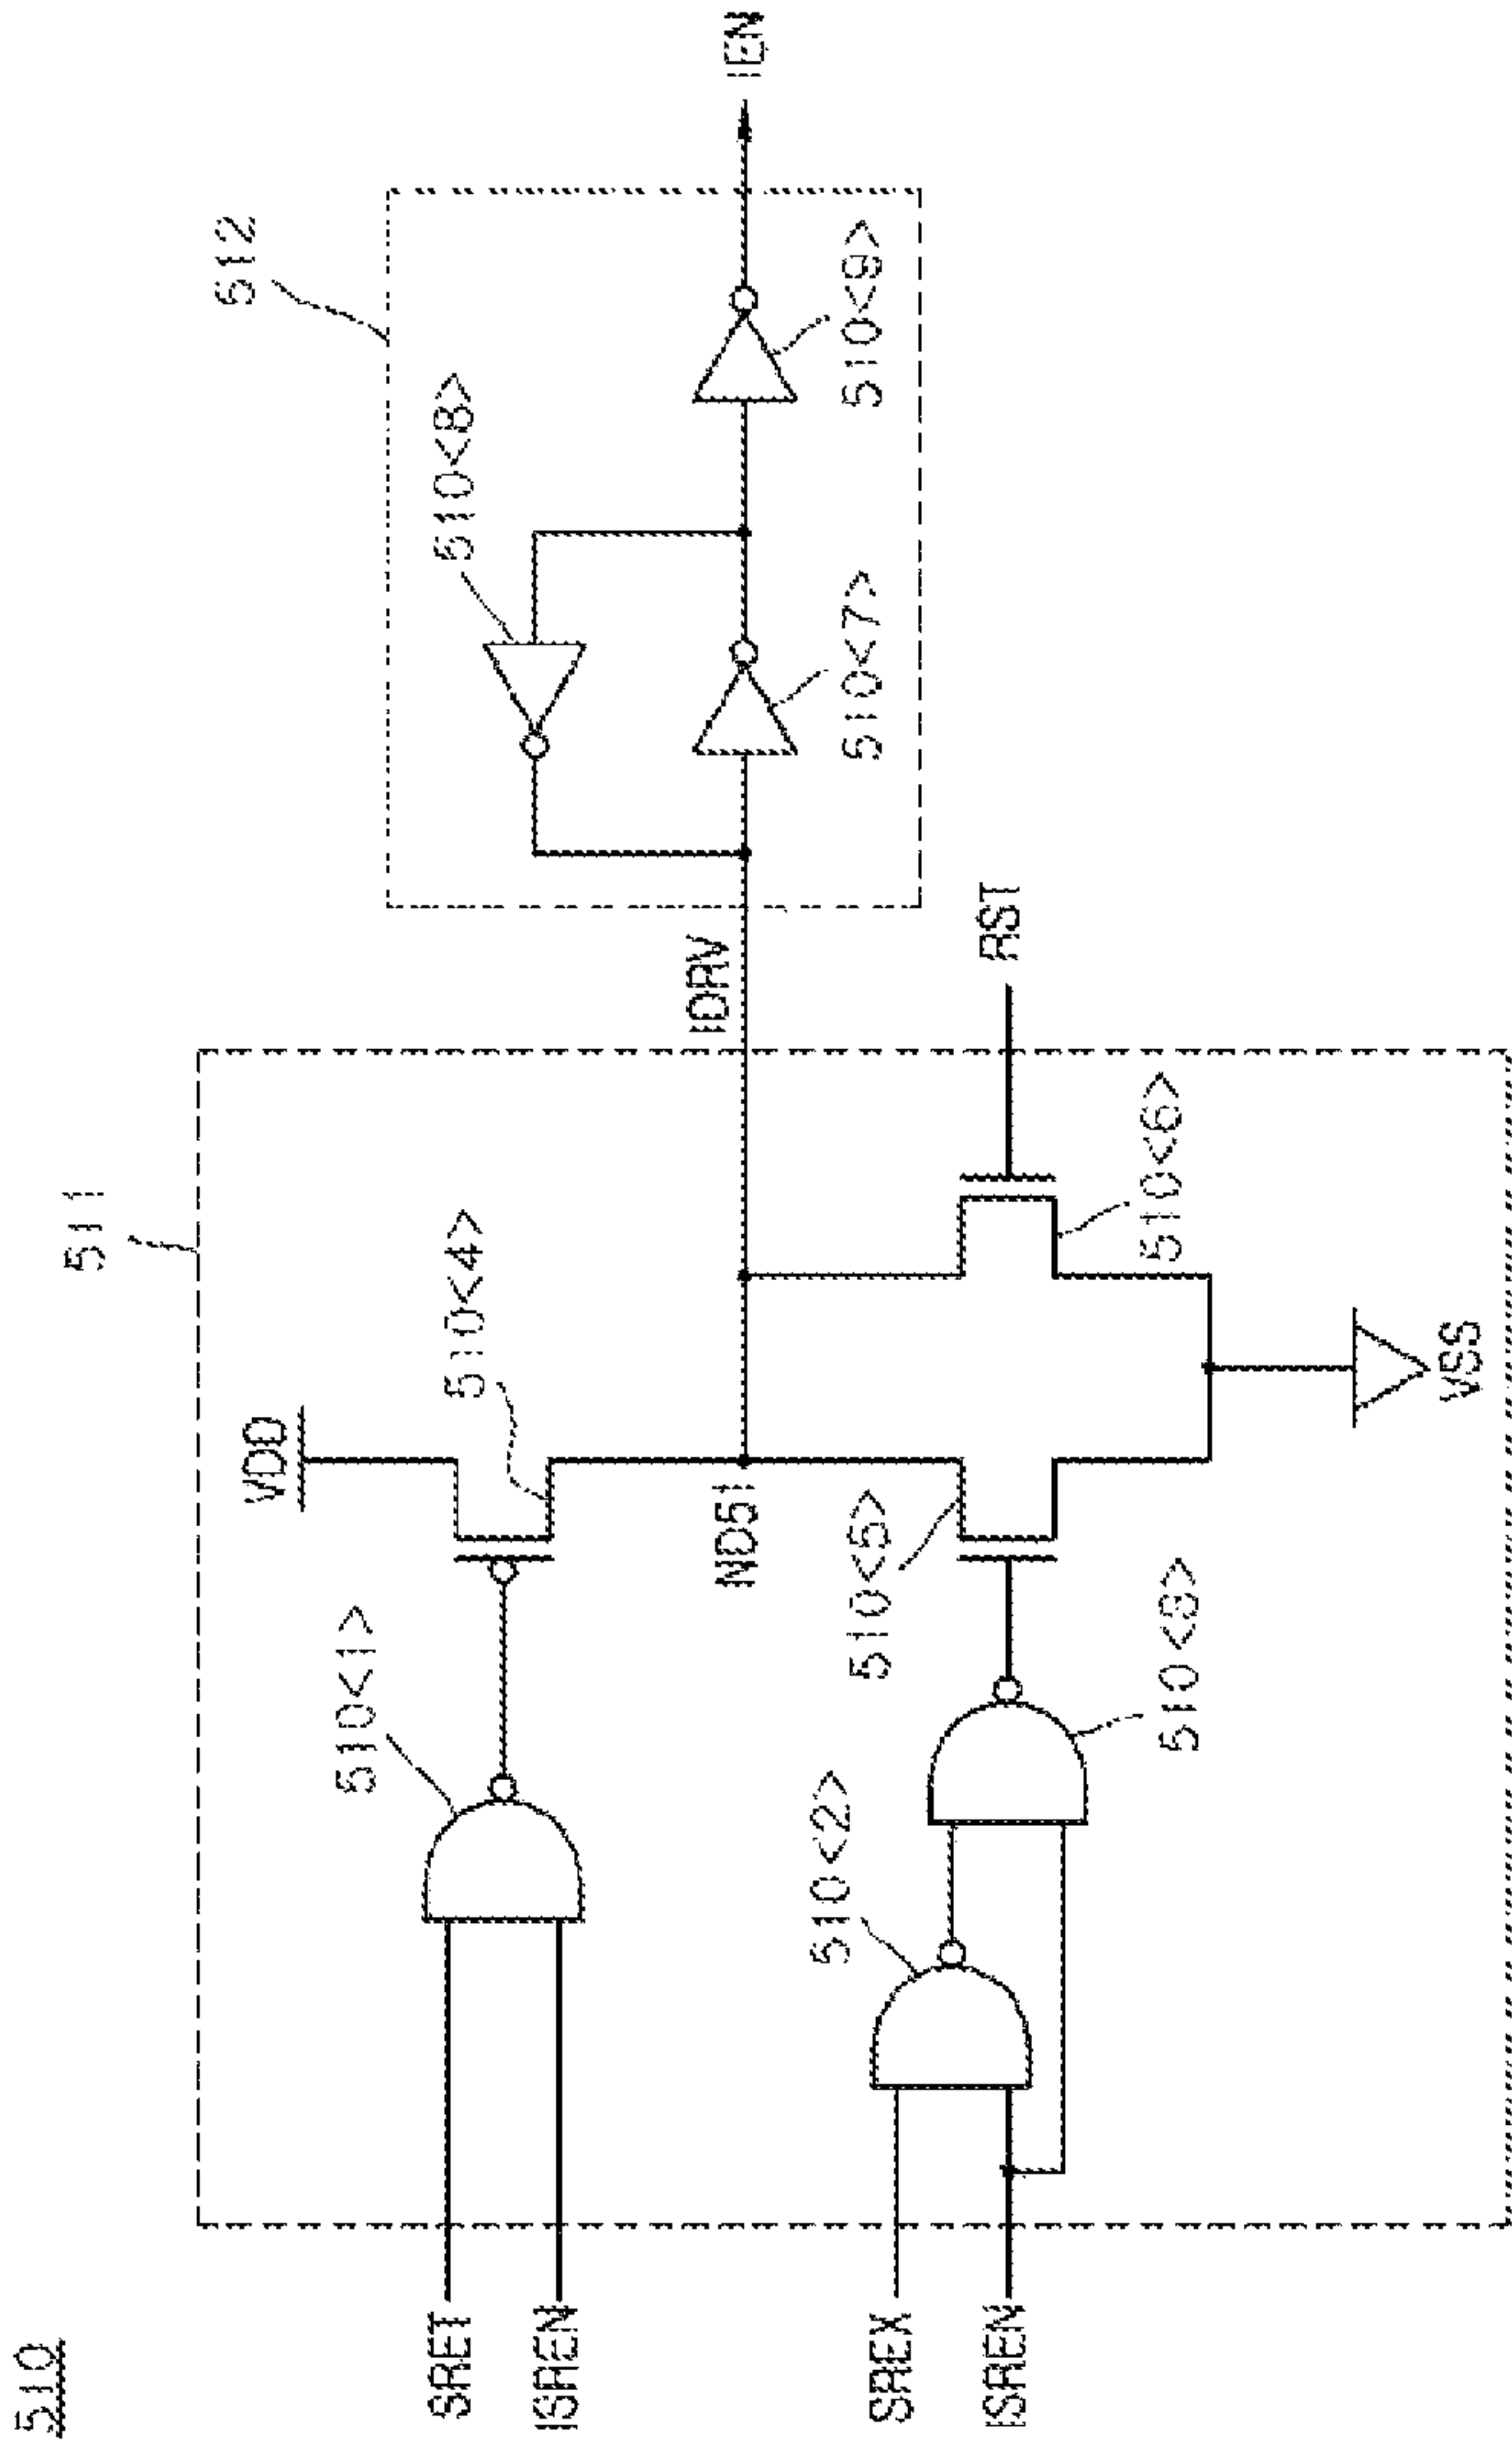 510
511
VDD
510<1>
510<4>
SRET
ISREN
ND51
IDRV
510<2>
510<5>
SREX
ISREN
510<3>
510<6>
RST
VSS
512
510<8>
510<7>
510<9>
IEN